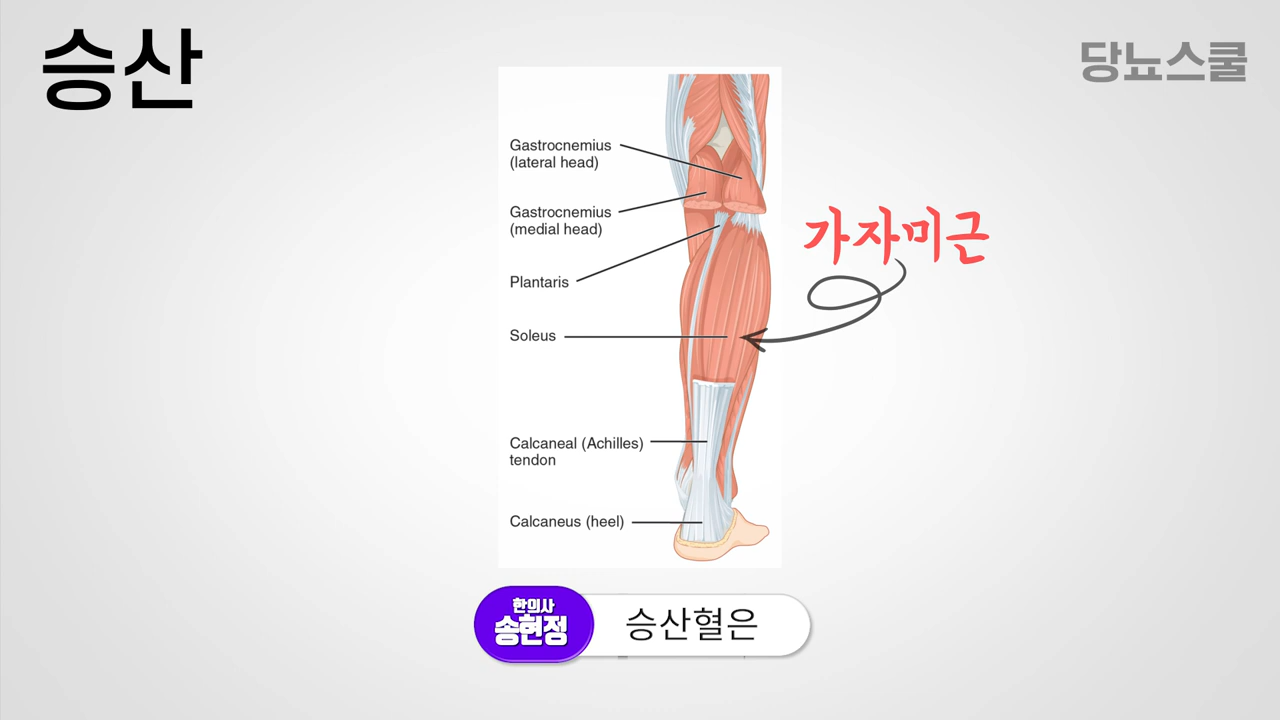 승산
당뇨스쿨
Gastrocnemius
(lateral head)
Gastrocnemius
(medial head)
Plantaris
Soleus
Calcaneal (Achilles)
tendon
Calcaneus (heel)
가자미근
한의사
송현정
승산혈은